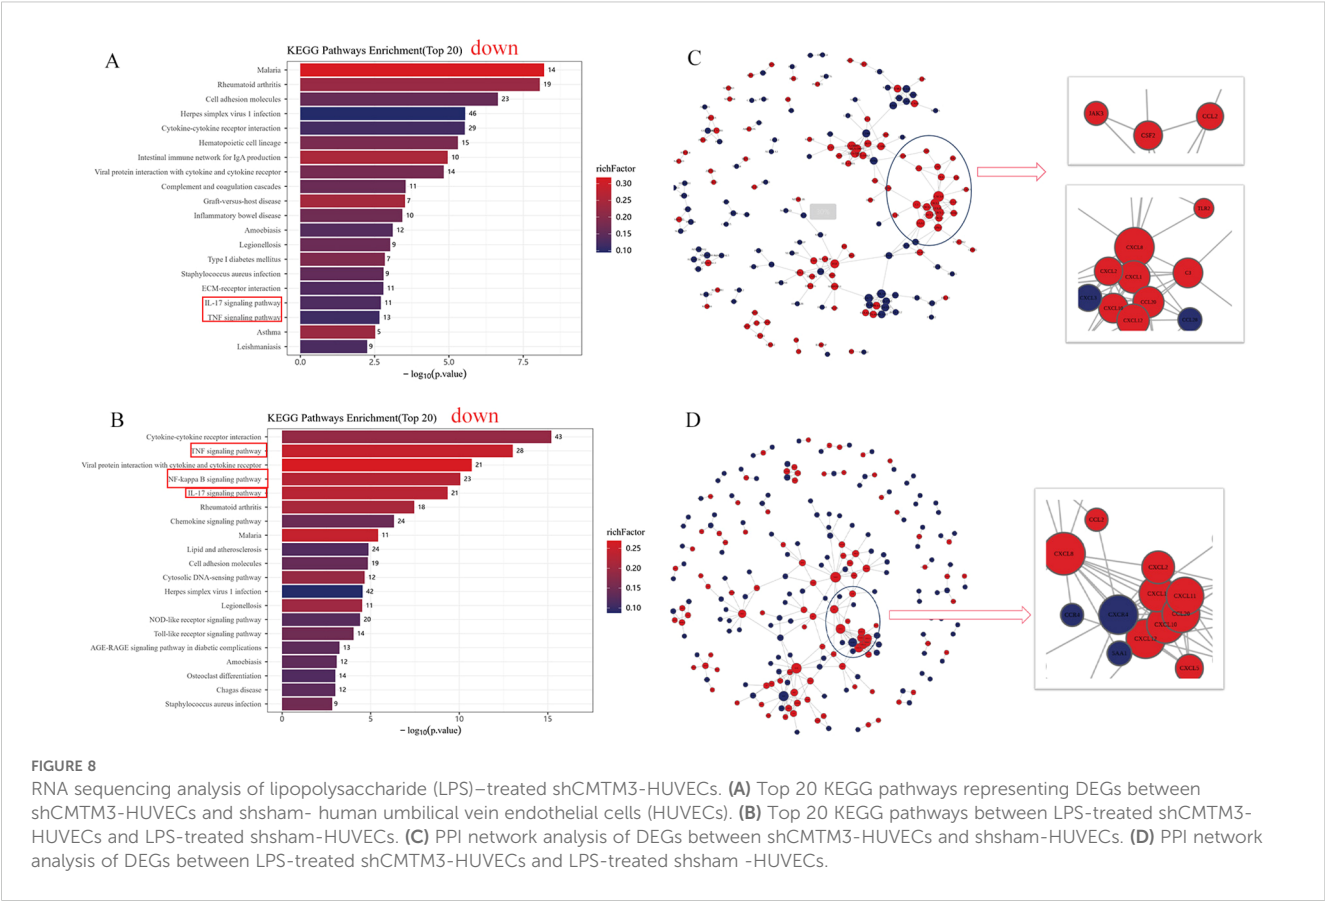 A
KEGG Pathways Enrichment(Top 20) down
Malaria 14
Rheumatoid arthritis 19
Cell adhesion molecules 23
Herpes simplex virus 1 infection 46
Cytokine-cytokine receptor interaction 29
Hematopoietic cell lineage 15
Intestinal immune network for IgA production 10
Viral protein interaction with cytokine and cytokine receptor 14
Complement and coagulation cascades 11
Graft-versus-host disease 7
Inflammatory bowel disease 10
Amoebiasis 12
Legionellosis 9
Type I diabetes mellitus 7
Staphylococcus aureus infection 9
ECM-receptor interaction 11
IL-17 signaling pathway 11
TNF signaling pathway 13
Asthma 5
Leishmaniasis 9
0.0 2.5 5.0 7.5
− log10(p.value)
richFactor
0.30
0.25
0.20
0.15
0.10
C
JAK3
CSF2
CCL2
TLR2
CXCL8
CXCL2
CXCL1
C3
CXCL10
CCL20
B
KEGG Pathways Enrichment(Top 20) down
Cytokine-cytokine receptor interaction 43
TNF signaling pathway 28
Viral protein interaction with cytokine and cytokine receptor 21
NF-kappa B signaling pathway 23
IL-17 signaling pathway 21
Rheumatoid arthritis 18
Chemokine signaling pathway 24
Malaria 11
Lipid and atherosclerosis 24
Cell adhesion molecules 19
Cytosolic DNA-sensing pathway 12
Herpes simplex virus 1 infection 42
Legionellosis 11
NOD-like receptor signaling pathway 20
Toll-like receptor signaling pathway 14
AGE-RAGE signaling pathway in diabetic complications 13
Amoebiasis 12
Osteoclast differentiation 14
Chagas disease 12
Staphylococcus aureus infection 9
0 5 10 15
− log10(p.value)
richFactor
0.25
0.20
0.15
0.10
D
CCL2
CXCL8
CXCL2
CXCL11
CXCL10
CXCR4
CXCL5
FIGURE 8
RNA sequencing analysis of lipopolysaccharide (LPS)–treated shCMTM3-HUVECs. (A) Top 20 KEGG pathways representing DEGs between
shCMTM3-HUVECs and shsham- human umbilical vein endothelial cells (HUVECs). (B) Top 20 KEGG pathways between LPS-treated shCMTM3-
HUVECs and LPS-treated shsham-HUVECs. (C) PPI network analysis of DEGs between shCMTM3-HUVECs and shsham-HUVECs. (D) PPI network
analysis of DEGs between LPS-treated shCMTM3-HUVECs and LPS-treated shsham -HUVECs.